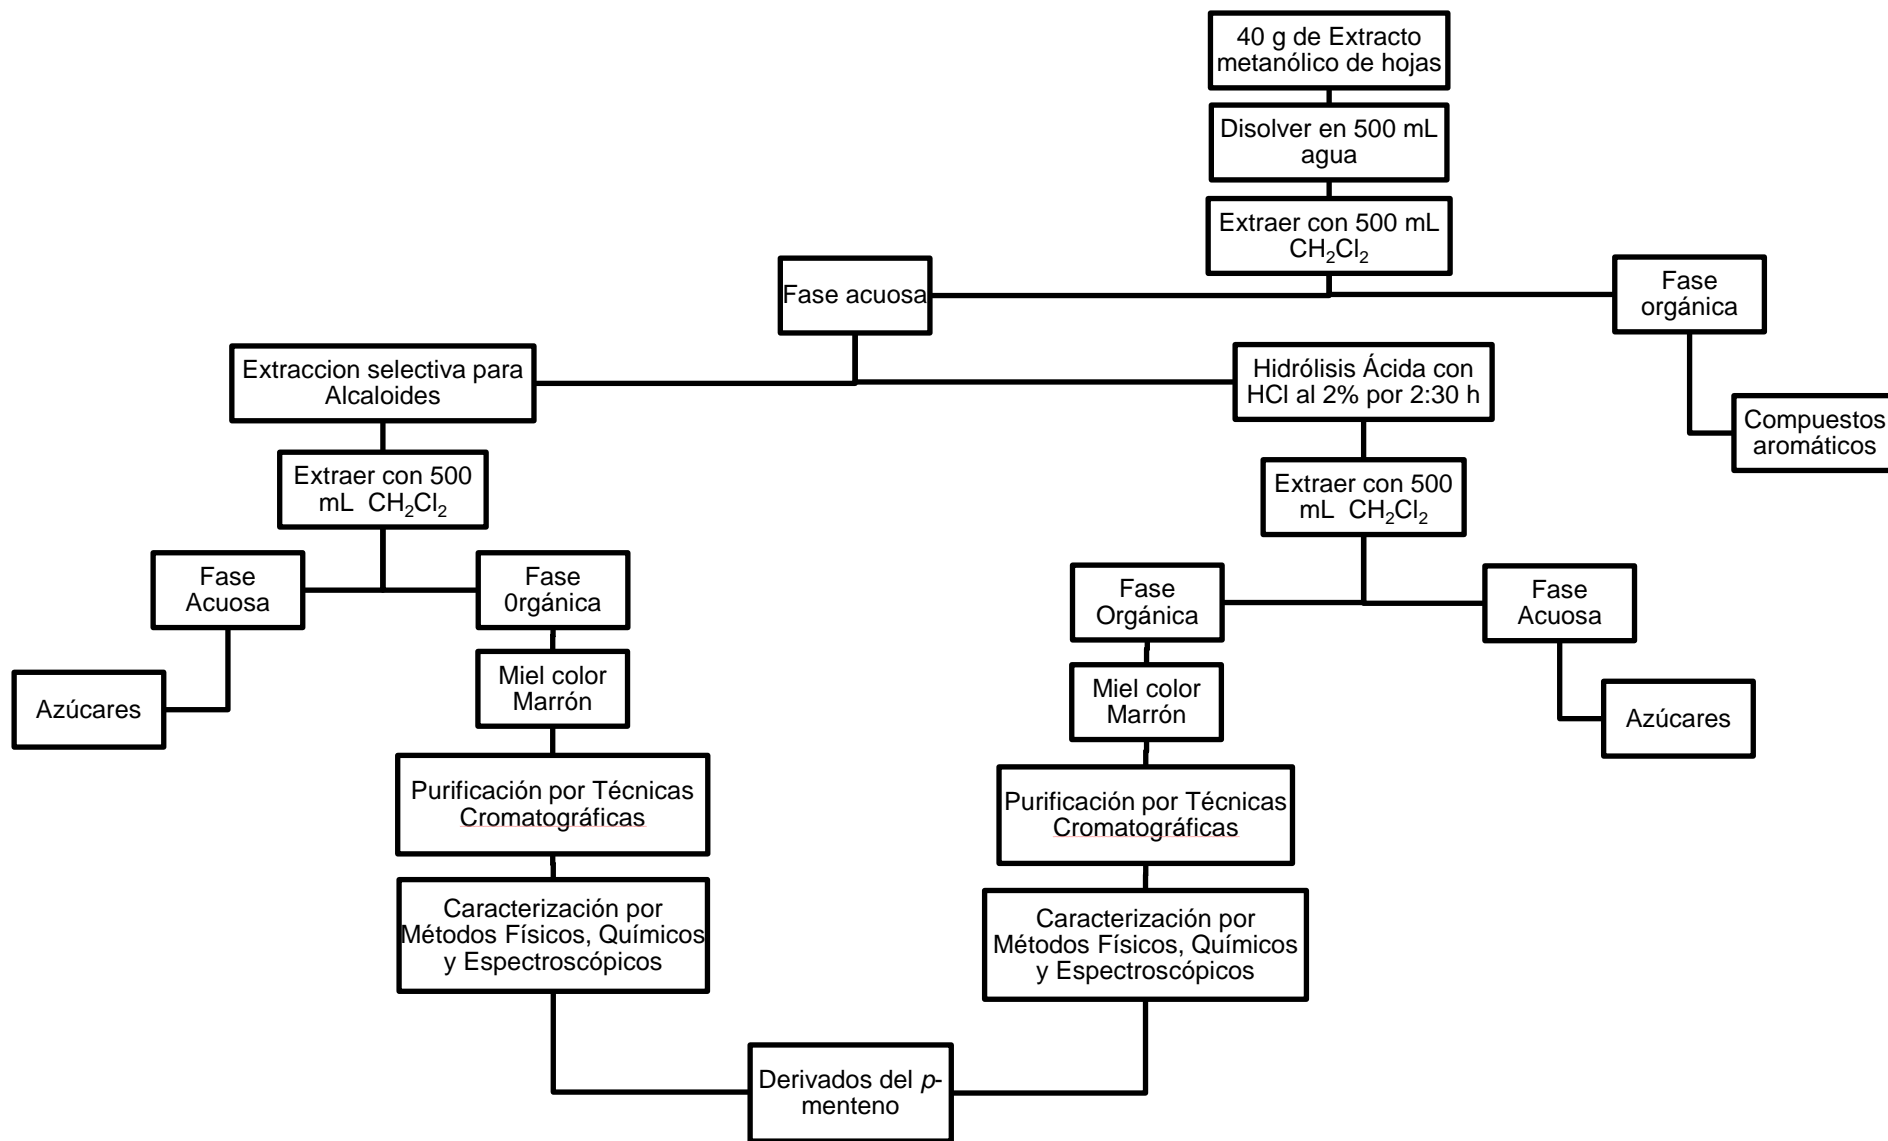 40 g de Extracto
metanólico de hojas
Disolver en 500 mL
agua
Extraer con 500 mL
CH₂Cl₂
Fase acuosa
Fase
orgánica
Extraccion selectiva para
Alcaloides
Hidrólisis Ácida con
HCl al 2% por 2:30 h
Compuestos
aromáticos
Extraer con 500
mL CH₂Cl₂
Extraer con 500
mL CH₂Cl₂
Fase
Acuosa
Fase
0rgánica
Fase
Orgánica
Fase
Acuosa
Azúcares
Miel color
Marrón
Miel color
Marrón
Azúcares
Purificación por Técnicas
Cromatográficas
Purificación por Técnicas
Cromatográficas
Caracterización por
Métodos Físicos, Químicos
y Espectroscópicos
Caracterización por
Métodos Físicos, Químicos
y Espectroscópicos
Derivados del p-
menteno